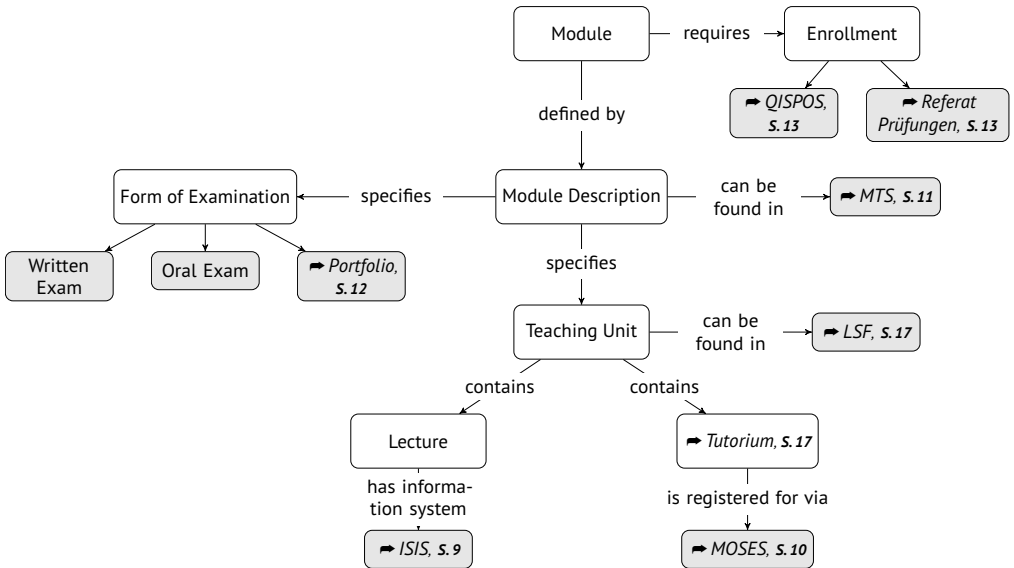 Module
requires
Enrollment
➦ QISPOS,
S. 13
➦ Referat
Prüfungen, S. 13
defined by
Form of Examination
specifies
Module Description
can be
found in
➦ MTS, S. 11
Written
Exam
Oral Exam
➦ Portfolio,
S. 12
specifies
Teaching Unit
can be
found in
➦ LSF, S. 17
contains
contains
Lecture
➦ Tutorium, S. 17
has informa-
tion system
is registered for via
➦ ISIS, S. 9
➦ MOSES, S. 10